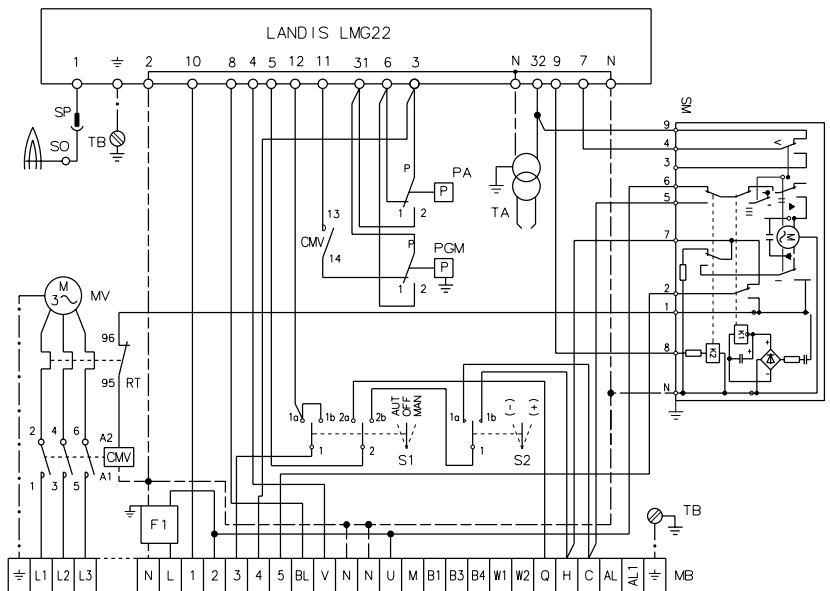 LANDIS LMG22
1 ⏚ 2 10 8 4 5 12 11 31 6 3 N 32 9 7 N
SP
SO
TB
SM
9
4
3
6
5
7
2
1
8
N
P
PA
P
1 2
TA
13
CMV
14
P
PGM
P
1 2
M
M
3
MV
96
95
RT
K1
K2
+
+
-
1a 1b 2a 2b
1 2
AUT
OFF
MAN
S1
1a 1b
1
(-)
(+)
S2
2 4 6 A2
CMV
1 3 5 A1
F1
TB
L1 L2 L3 N L 1 2 3 4 5 BL V N N U M B1 B3 B4 W1 W2 Q H C AL AL1 MB